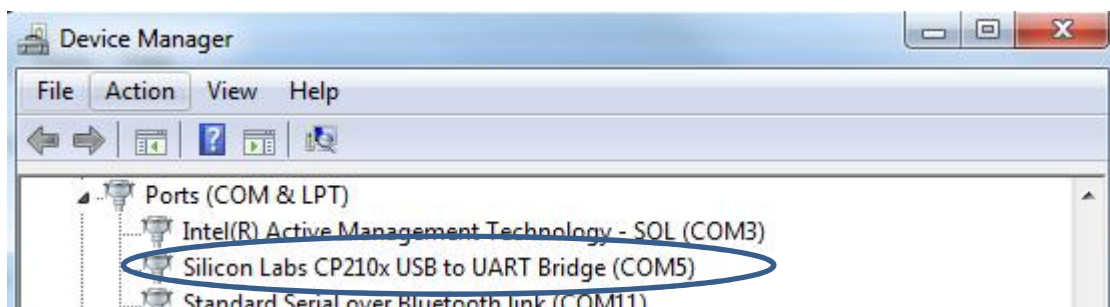 Device Manager
File Action View Help
Ports (COM & LPT)
Intel(R) Active Management Technology - SOL (COM3)
Silicon Labs CP210x USB to UART Bridge (COM5)
Standard Serial over Bluetooth link (COM11)